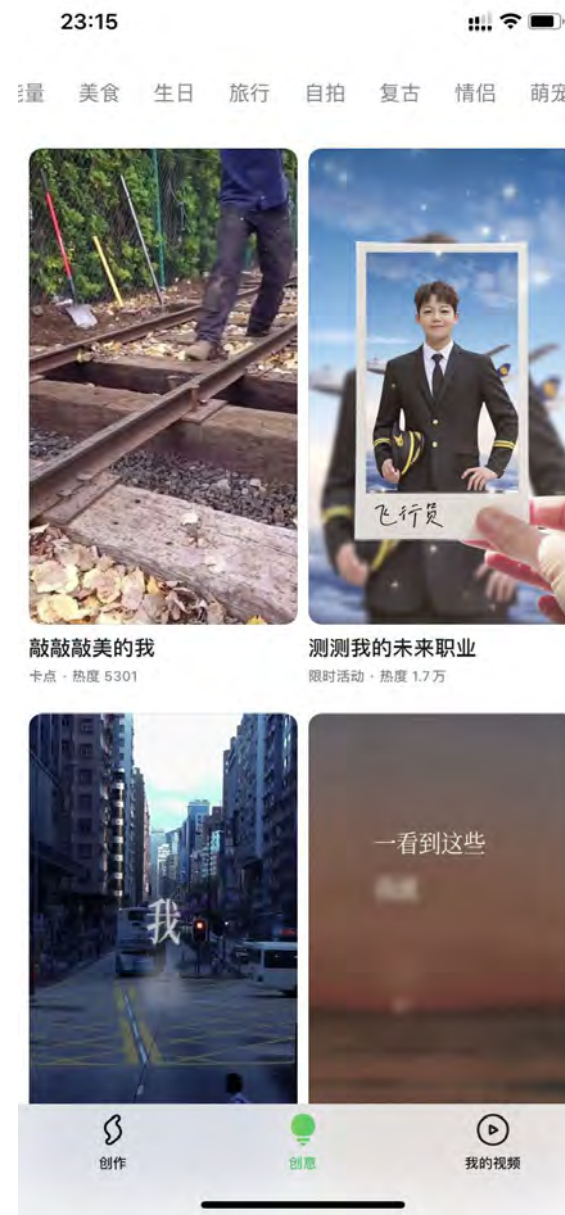 23:15
能量 美食 生日 旅行 自拍 复古 情侣 萌宠
飞行员
敲敲敲美的我
卡点 · 热度 5301
测测我的未来职业
限时活动 · 热度 1.7万
我
一看到这些
创作
创意
我的视频